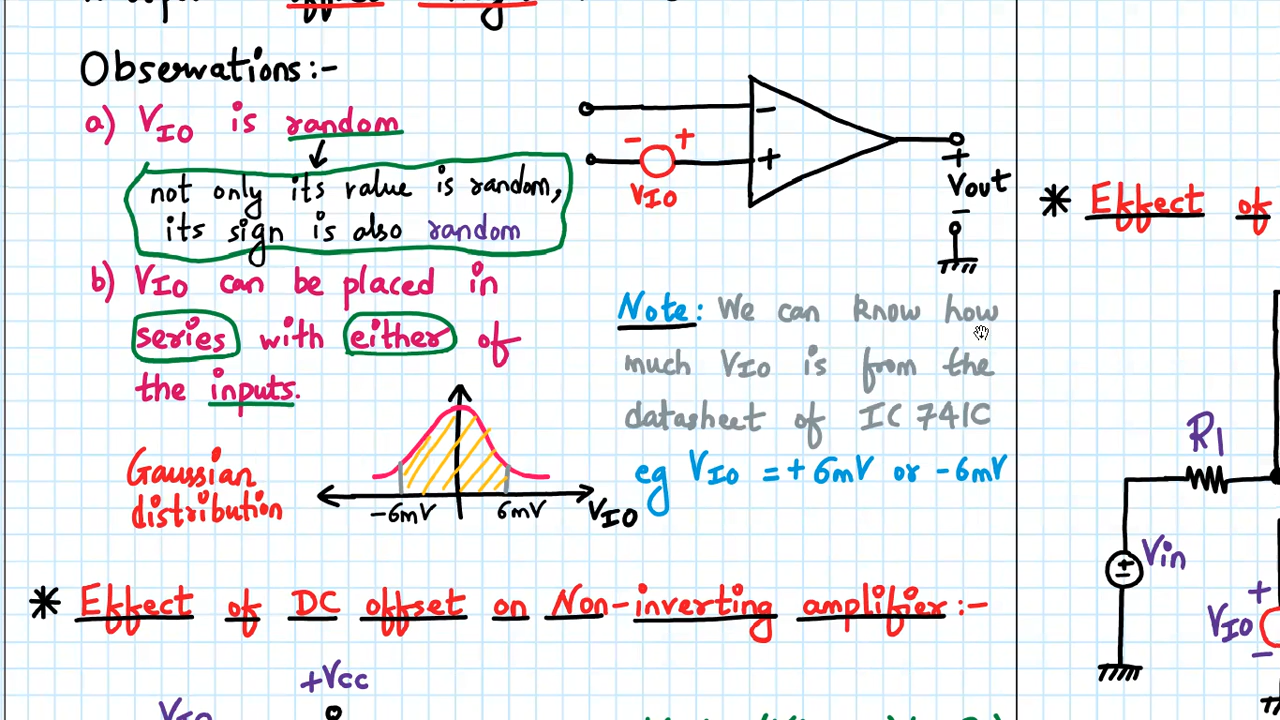 Observations:-
a) VIO is random
not only its value is random,
its sign is also random
b) VIO can be placed in
series with either of
the inputs.
Gaussian
distribution
-6mV
6mV
VIO
- +
VIO
-
+
+
Vout
-
Note: We can know how
much VIO is from the
datasheet of IC 741C
eg VIO = +6mV or -6mV
* Effect of DC offset on Non-inverting amplifier:-
+Vcc
VIO
* Effect of
R1
+
-
Vin
+
VIO
-